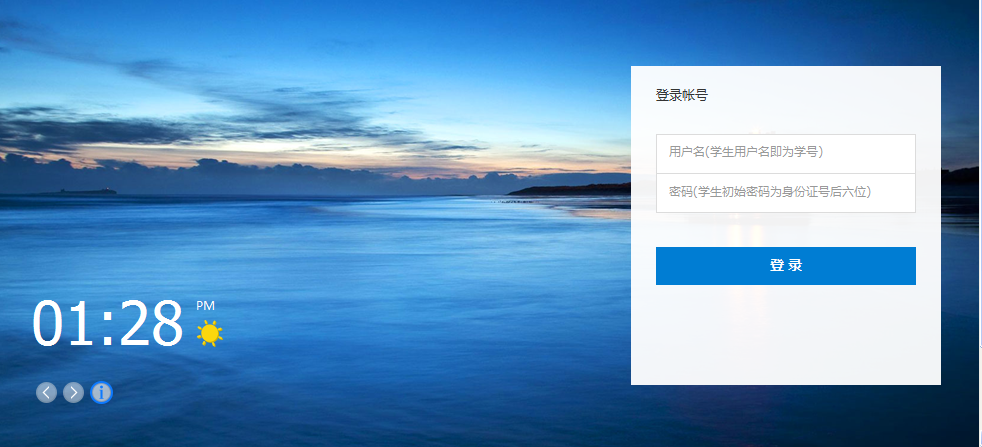 登录帐号
用户名(学生用户名即为学号)
密码(学生初始密码为身份证号后六位)
登 录
01:28 PM